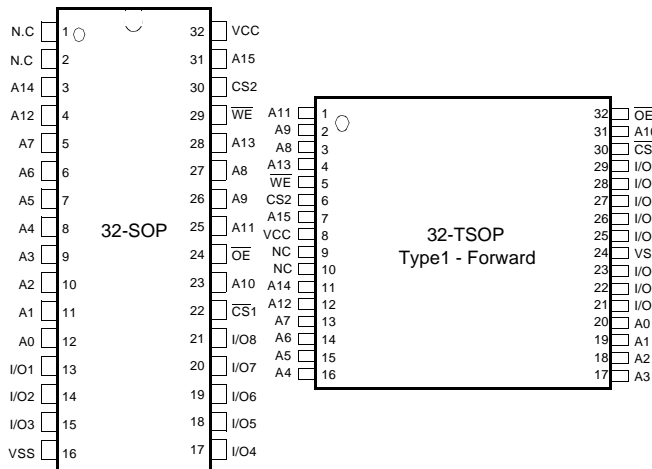 N.C 1 32 VCC
N.C 2 31 A15
A14 3 30 CS2
A12 4 29 W̅E̅
A7 5 28 A13
A6 6 27 A8
A5 7 26 A9
A4 8 25 A11
32-SOP
A3 9 24 O̅E̅
A2 10 23 A10
A1 11 22 C̅S̅1
A0 12 21 I/O8
I/O1 13 20 I/O7
I/O2 14 19 I/O6
I/O3 15 18 I/O5
VSS 16 17 I/O4
A11 1 32 O̅E̅
A9 2 31 A10
A8 3 30 C̅S̅
A13 4 29 I/O
W̅E̅ 5 28 I/O
CS2 6 27 I/O
A15 7 26 I/O
VCC 8 25 I/O
32-TSOP
Type1 - Forward
NC 9 24 VS
NC 10 23 I/O
A14 11 22 I/O
A12 12 21 I/O
A7 13 20 A0
A6 14 19 A1
A5 15 18 A2
A4 16 17 A3